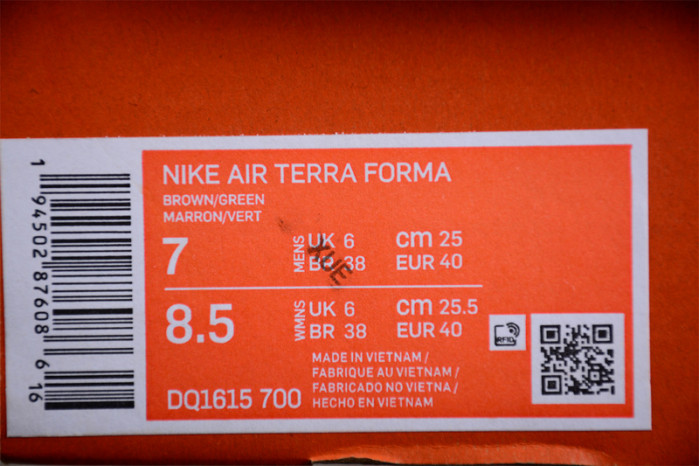 NIKE AIR TERRA FORMA
BROWN/GREEN
MARRON/VERT
7 MENS UK 6 cm 25
BR 38 EUR 40
XUE
8.5 WMNS UK 6 cm 25.5
BR 38 EUR 40
RFID
MADE IN VIETNAM /
FABRIQUE AU VIETNAM /
FABRICADO NO VIETNA /
HECHO EN VIETNAM
DQ1615 700
1 94502 87608 6 16